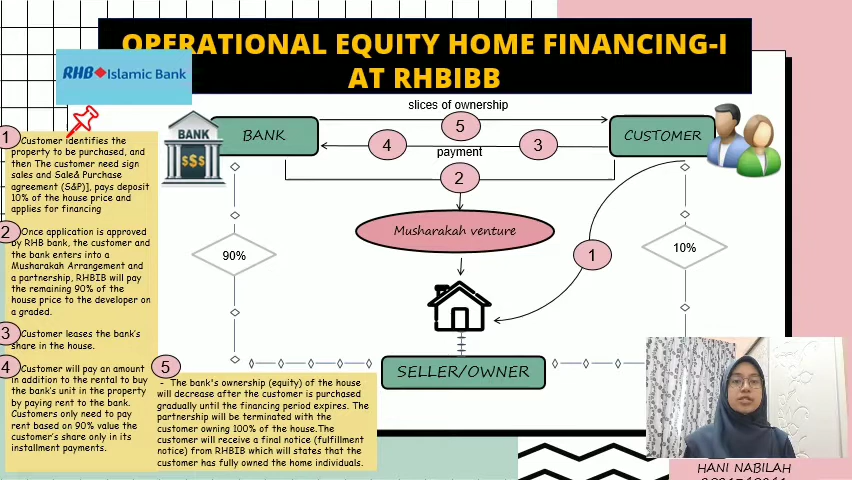 OPERATIONAL EQUITY HOME FINANCING-I
AT RHBIBB
RHB Islamic Bank
slices of ownership
BANK
BANK
$$$
5
CUSTOMER
4
3
payment
2
Musharakah venture
1
90%
10%
SELLER/OWNER
1
Customer identifies the
property to be purchased, and
then The customer need sign
sales and Sale& Purchase
agreement (S&P)], pays deposit
10% of the house price and
applies for financing
2
Once application is approved
by RHB bank, the customer and
the bank enters into a
Musharakah Arrangement and
a partnership, RHBIB will pay
the remaining 90% of the
house price to the developer on
a graded.
3
Customer leases the bank's
share in the house.
4
Customer will pay an amount
in addition to the rental to buy
the bank's unit in the property
by paying rent to the bank.
Customers only need to pay
rent based on 90% value the
customer's share only in its
installment payments.
5
- The bank's ownership (equity) of the house
will decrease after the customer is purchased
gradually until the financing period expires. The
partnership will be terminated with the
customer owning 100% of the house.The
customer will receive a final notice (fulfillment
notice) from RHBIB which will states that the
customer has fully owned the home individuals.
HANI NABILAH